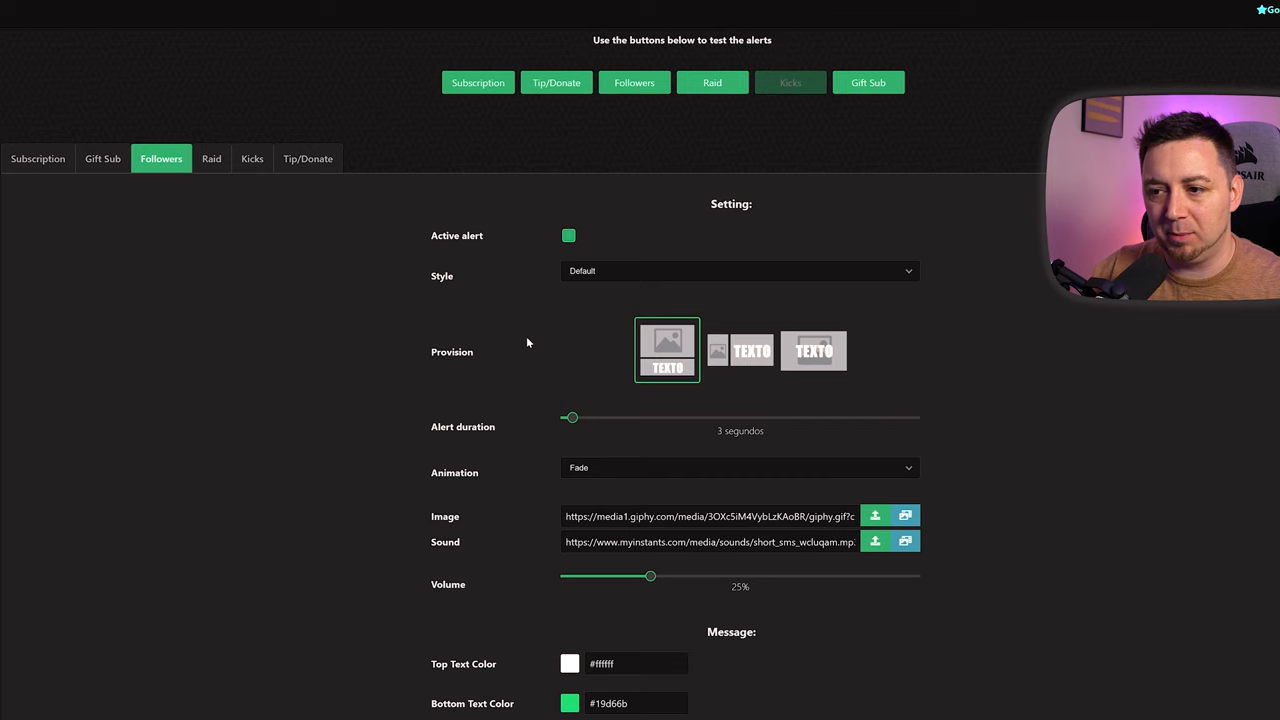 Go
Use the buttons below to test the alerts
Subscription Tip/Donate Followers Raid Kicks Gift Sub
Subscription Gift Sub Followers Raid Kicks Tip/Donate
Setting:
Active alert
Style Default
Provision TEXTO TEXTO TEXTO
Alert duration
3 segundos
Animation Fade
Image https://media1.giphy.com/media/3OXc5iM4VybLzKAoBR/giphy.gif?c
Sound https://www.myinstants.com/media/sounds/short_sms_wcluqam.mp
Volume
25%
Message:
Top Text Color #ffffff
Bottom Text Color #19d66b